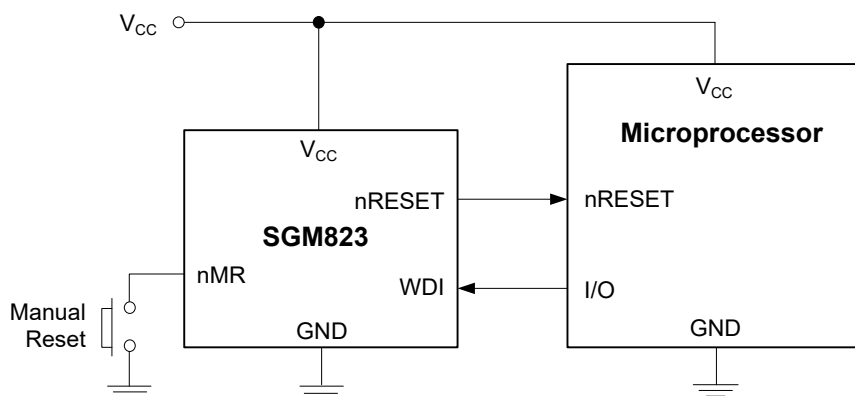 VCC
VCC
nRESET
SGM823
nMR
WDI
GND
Manual
Reset
VCC
Microprocessor
nRESET
I/O
GND